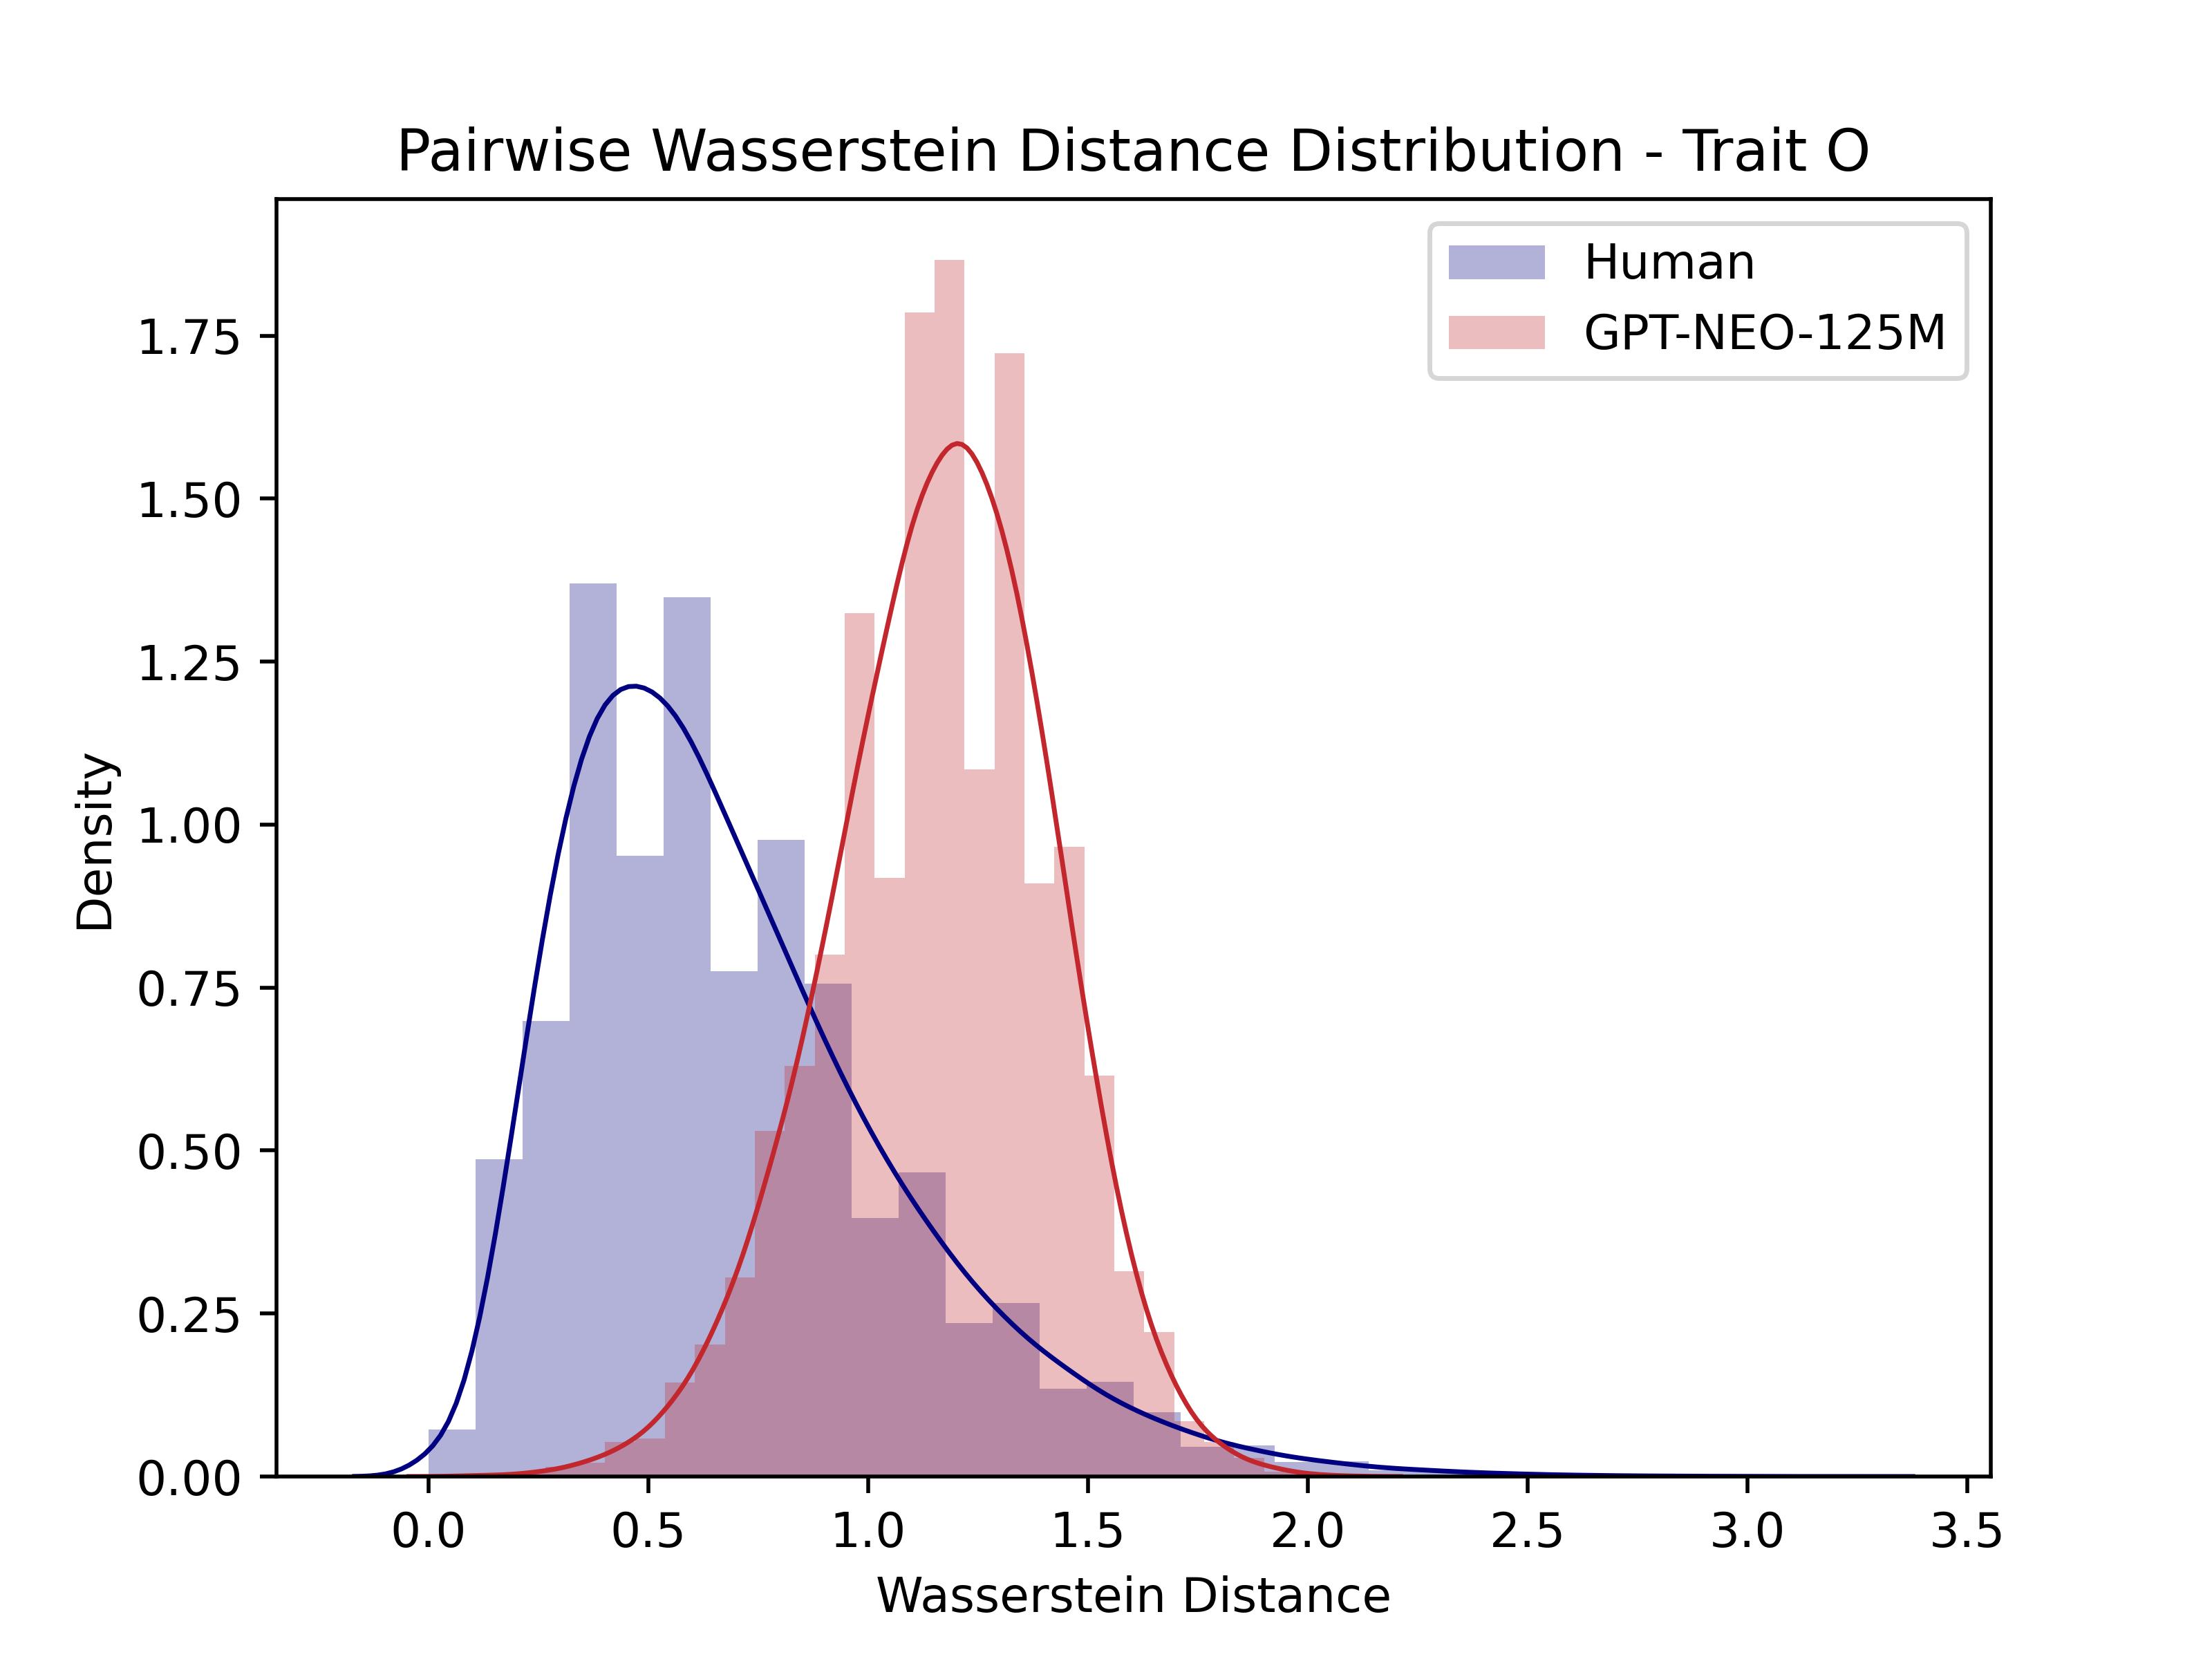 Pairwise Wasserstein Distance Distribution - Trait O
Human
GPT-NEO-125M
1.75
1.50
1.25
1.00
0.75
0.50
0.25
0.00
Density
0.0 0.5 1.0 1.5 2.0 2.5 3.0 3.5
Wasserstein Distance